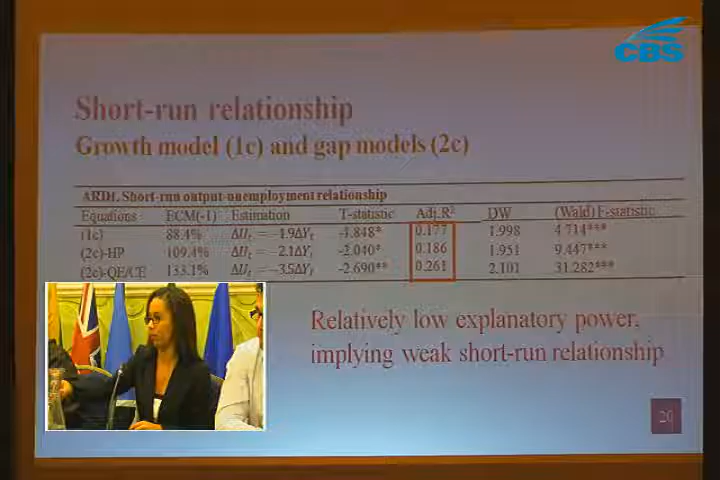 CBS
Short-run relationship
Growth model (1c) and gap models (2c)
ARDL Short-run output-unemployment relationship
Equations ECM(-1) Estimation T-statistic Adj.R² DW (Wald) F-statistic
(1c) 88.4% ΔUₜ = −1.9ΔYₜ -1.848* 0.177 1.998 4.714***
(2c)-HP 109.4% ΔUₜ = −2.1ΔYₜ -2.040* 0.186 1.951 9.447***
(2c)-QE/CE 133.1% ΔUₜ = −3.5ΔYₜ -2.690** 0.261 2.101 31.282***
Relatively low explanatory power,
implying weak short-run relationship
20